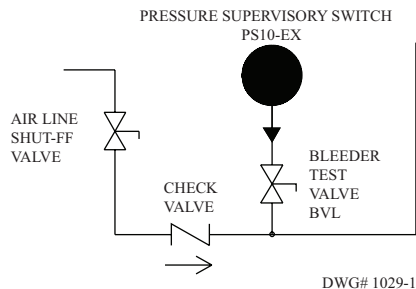 PRESSURE SUPERVISORY SWITCH
PS10-EX
AIR LINE
SHUT-FF
VALVE
CHECK
VALVE
BLEEDER
TEST
VALVE
BVL
DWG# 1029-1